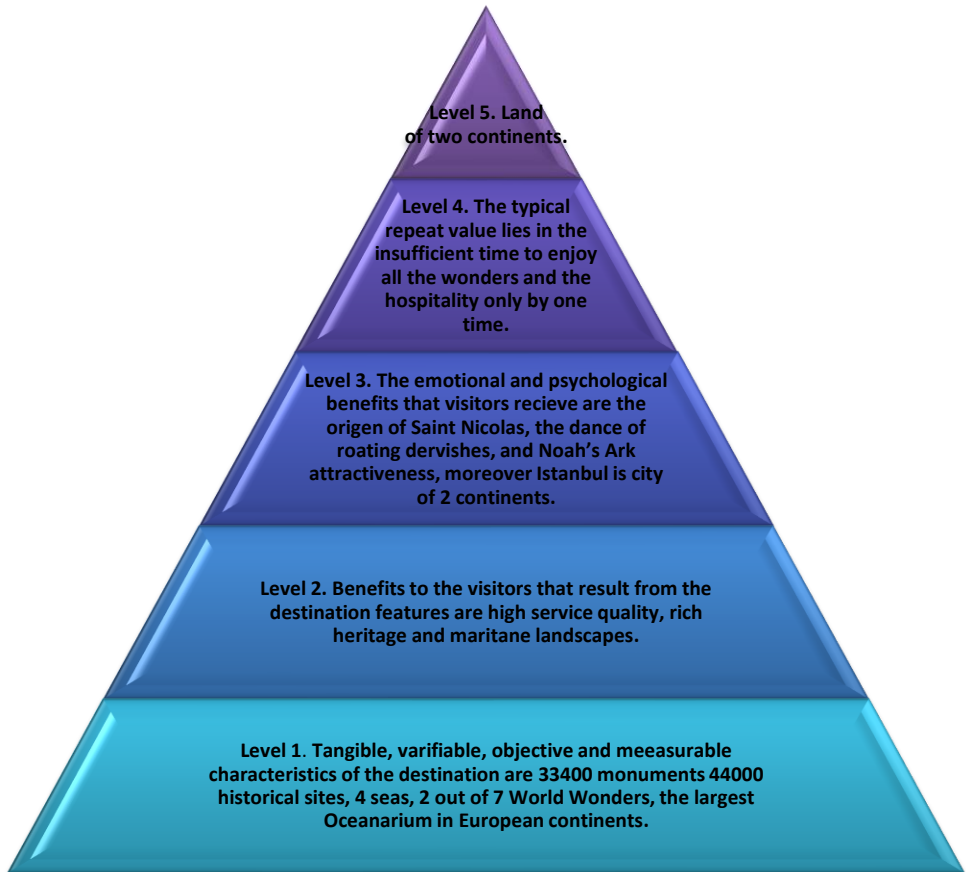 Level 5. Land
of two continents.
Level 4. The typical
repeat value lies in the
insufficient time to enjoy
all the wonders and the
hospitality only by one
time.
Level 3. The emotional and psychological
benefits that visitors recieve are the
origen of Saint Nicolas, the dance of
roating dervishes, and Noah’s Ark
attractiveness, moreover Istanbul is city
of 2 continents.
Level 2. Benefits to the visitors that result from the
destination features are high service quality, rich
heritage and maritane landscapes.
Level 1. Tangible, varifiable, objective and meeasurable
characteristics of the destination are 33400 monuments 44000
historical sites, 4 seas, 2 out of 7 World Wonders, the largest
Oceanarium in European continents.